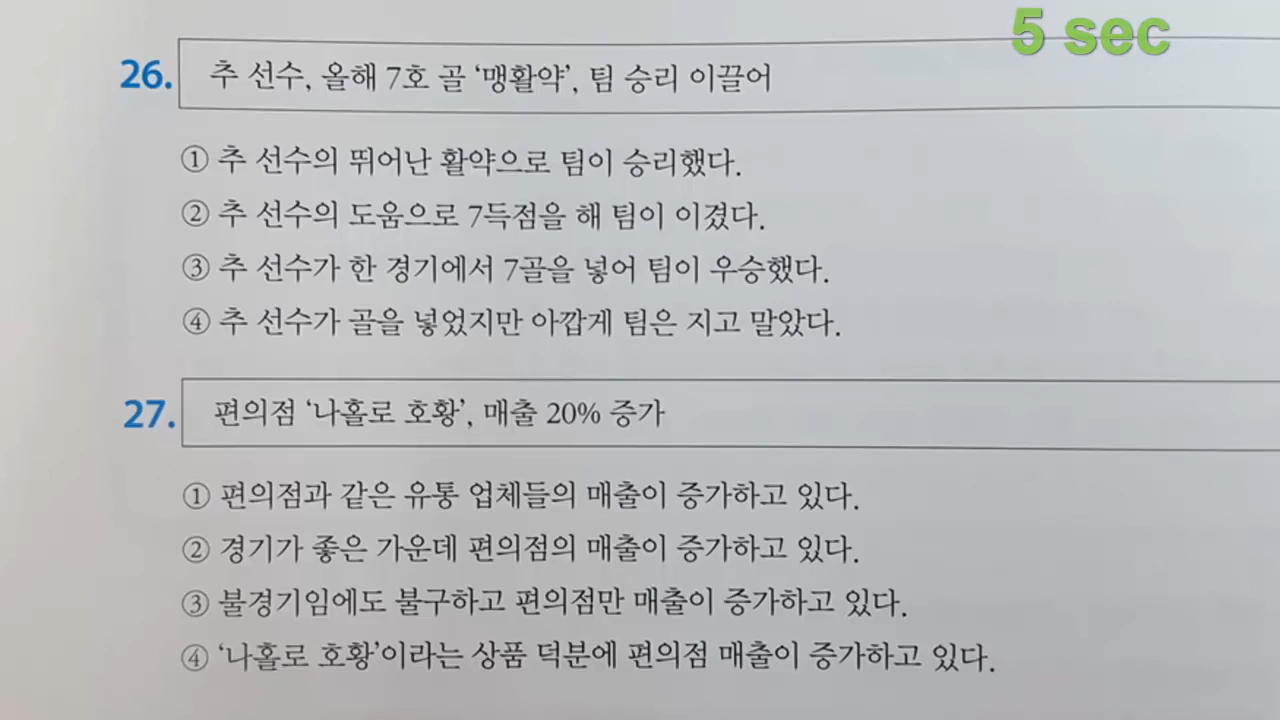 5 sec
26. 추 선수, 올해 7호 골 ‘맹활약’, 팀 승리 이끌어
① 추 선수의 뛰어난 활약으로 팀이 승리했다.
② 추 선수의 도움으로 7득점을 해 팀이 이겼다.
③ 추 선수가 한 경기에서 7골을 넣어 팀이 우승했다.
④ 추 선수가 골을 넣었지만 아깝게 팀은 지고 말았다.
27. 편의점 ‘나홀로 호황’, 매출 20% 증가
① 편의점과 같은 유통 업체들의 매출이 증가하고 있다.
② 경기가 좋은 가운데 편의점의 매출이 증가하고 있다.
③ 불경기임에도 불구하고 편의점만 매출이 증가하고 있다.
④ ‘나홀로 호황’이라는 상품 덕분에 편의점 매출이 증가하고 있다.